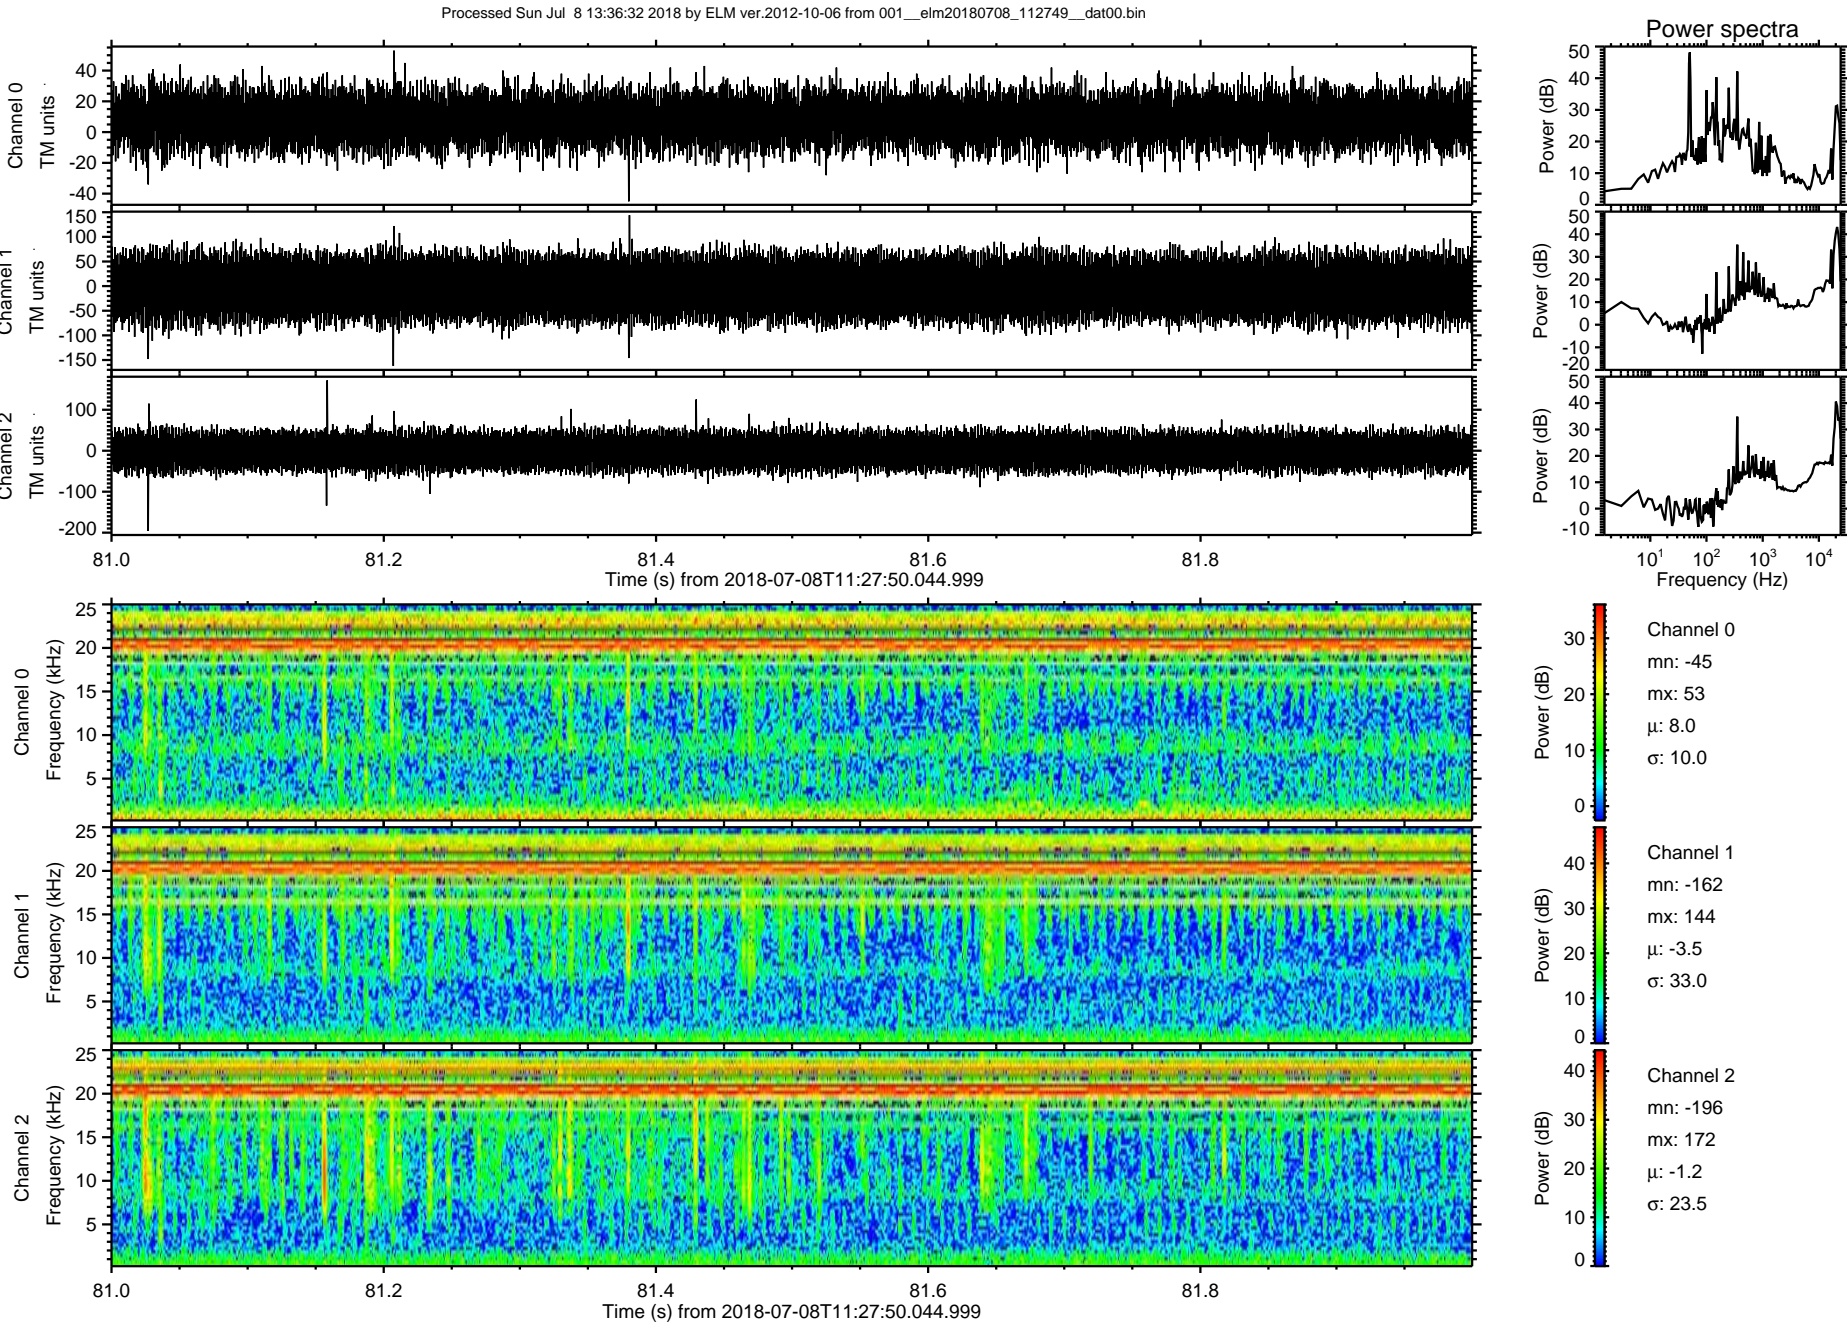 Processed Sun Jul 8 13:36:32 2018 by ELM ver.2012-10-06 from 001__elm20180708_112749__dat00.bin
Power spectra
Channel 0
TM units
40
20
0
-20
-40
Power (dB)
50
40
30
20
10
0
Channel 1
TM units
150
100
50
0
-50
-100
-150
Power (dB)
50
40
30
20
10
0
-10
-20
Channel 2
TM units
100
0
-100
-200
Power (dB)
50
40
30
20
10
0
-10
81.0 81.2 81.4 81.6 81.8
Time (s) from 2018-07-08T11:27:50.044.999
10¹ 10² 10³ 10⁴
Frequency (Hz)
Channel 0
Frequency (kHz)
25
20
15
10
5
Power (dB)
30
20
10
0
Channel 0
mn: -45
mx: 53
μ: 8.0
σ: 10.0
Channel 1
Frequency (kHz)
25
20
15
10
5
Power (dB)
40
30
20
10
0
Channel 1
mn: -162
mx: 144
μ: -3.5
σ: 33.0
Channel 2
Frequency (kHz)
25
20
15
10
5
Power (dB)
40
30
20
10
0
Channel 2
mn: -196
mx: 172
μ: -1.2
σ: 23.5
81.0 81.2 81.4 81.6 81.8
Time (s) from 2018-07-08T11:27:50.044.999